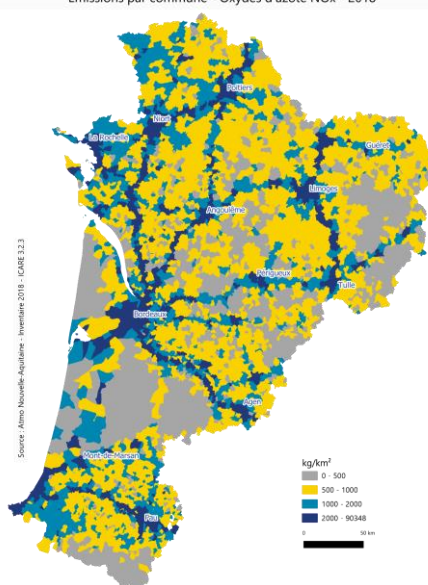 Emissions par commune - Oxydes d'azote NOx - 2018
Poitiers
Niort
La Rochelle
Guéret
Limoges
Angoulême
Périgueux
Tulle
Bordeaux
Agen
Mont-de-Marsan
Pau
Source : Atmo Nouvelle-Aquitaine - Inventaire 2018 - ICARE 3.2.3
kg/km²
0 - 500
500 - 1000
1000 - 2000
2000 - 90348
0 50 km